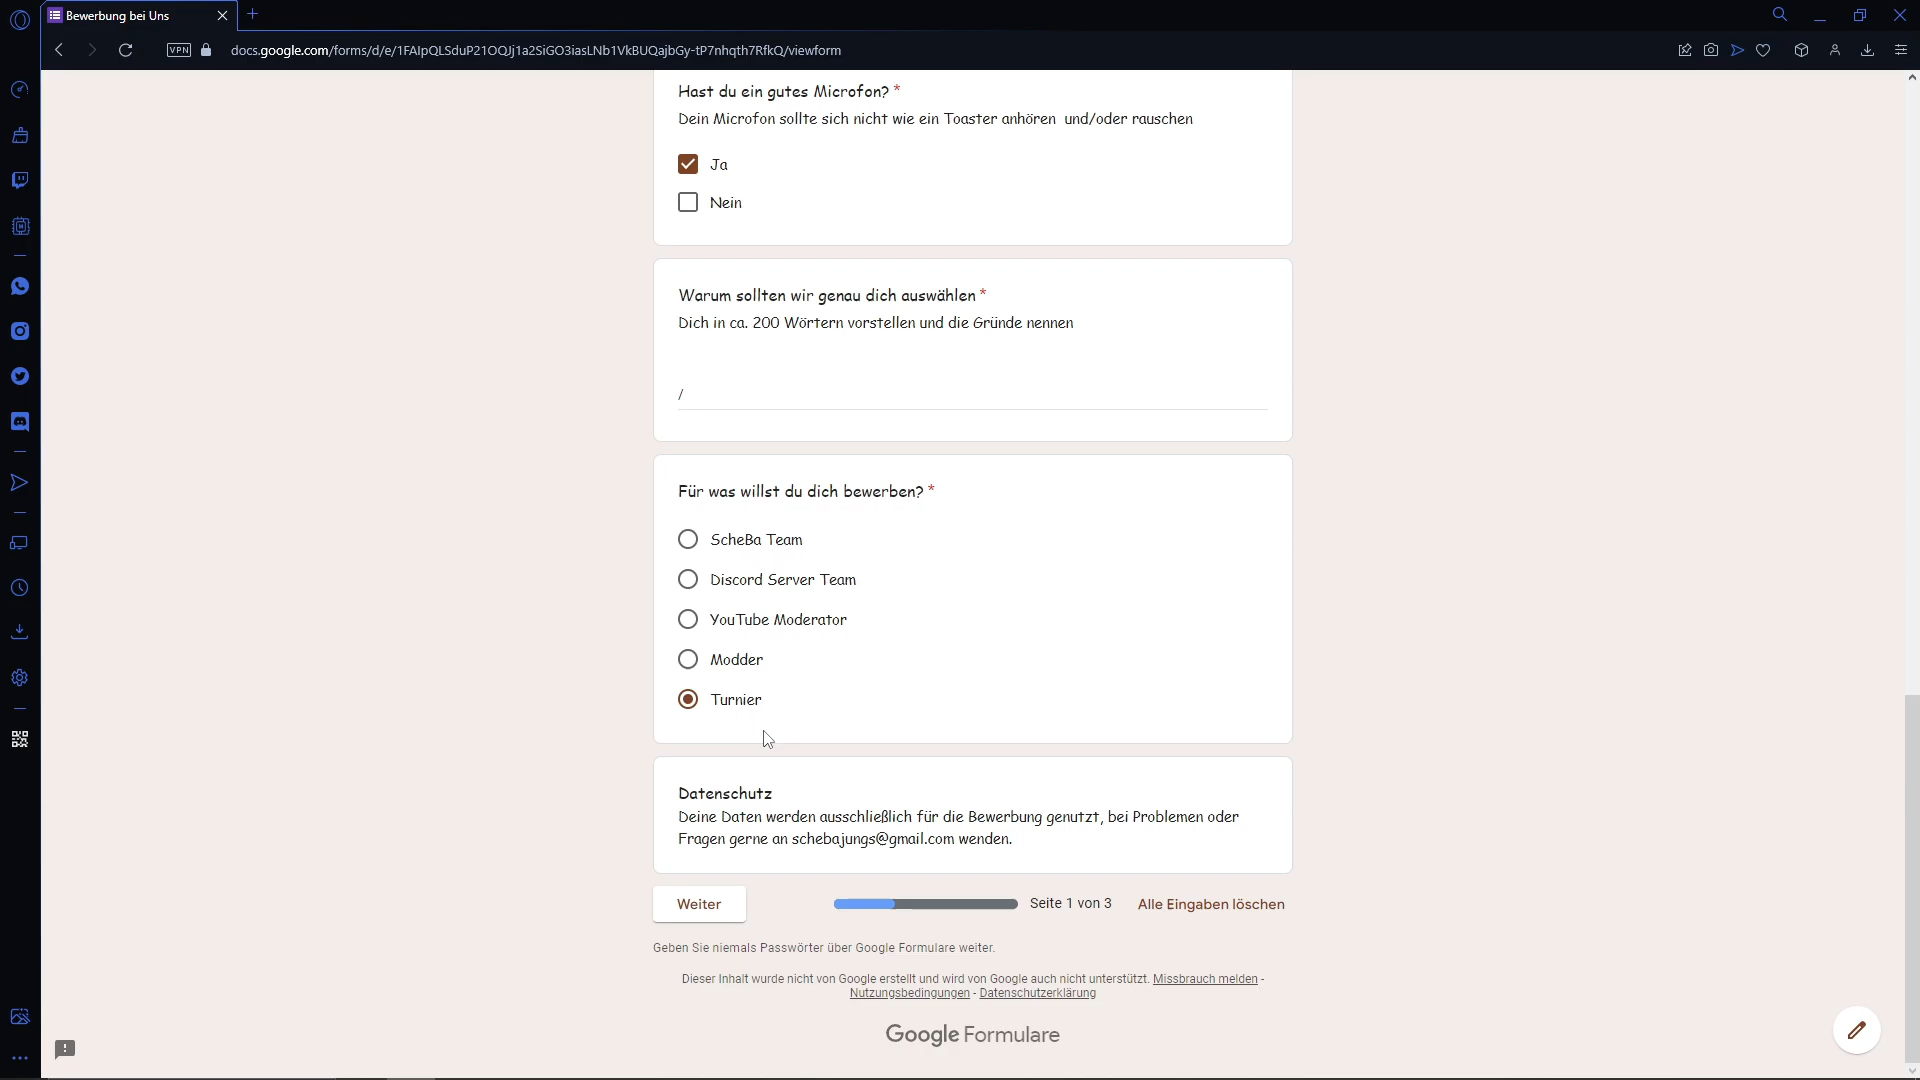 Bewerbung bei Uns
VPN
docs.google.com/forms/d/e/1FAIpQLSduP21OQJj1a2SiGO3iasLNb1VkBUQajbGy-tP7nhqth7RfkQ/viewform
Hast du ein gutes Microfon? *
Dein Microfon sollte sich nicht wie ein Toaster anhören und/oder rauschen
Ja
Nein
Warum sollten wir genau dich auswählen *
Dich in ca. 200 Wörtern vorstellen und die Gründe nennen
/
Für was willst du dich bewerben? *
ScheBa Team
Discord Server Team
YouTube Moderator
Modder
Turnier
Datenschutz
Deine Daten werden ausschließlich für die Bewerbung genutzt, bei Problemen oder
Fragen gerne an schebajungs@gmail.com wenden.
Weiter
Seite 1 von 3
Alle Eingaben löschen
Geben Sie niemals Passwörter über Google Formulare weiter.
Dieser Inhalt wurde nicht von Google erstellt und wird von Google auch nicht unterstützt. Missbrauch melden -
Nutzungsbedingungen - Datenschutzerklärung
Google Formulare